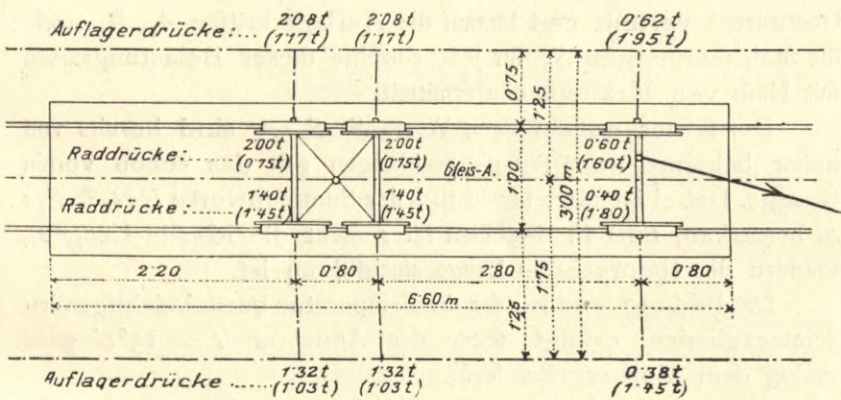 Auflagerdrücke:... 2·08t 2·08t 0·62t
(1·17t) (1·17t) (1·95t)
0·75
1·25
Raddrücke: 2·00t 2·00t 0·60t
(0·75t) (0·75t) (1·60t)
Gleis-A.
1·00
3·00 m
Raddrücke: 1·40t 1·40t 0·40t
(1·45t) (1·45t) (1·80)
2·20 0·80 2·80 0·80
6·60 m
1·25
1·75
Auflagerdrücke ...... 1·32t 1·32t 0·38t
(1·03t) (1·03t) (1·45t)